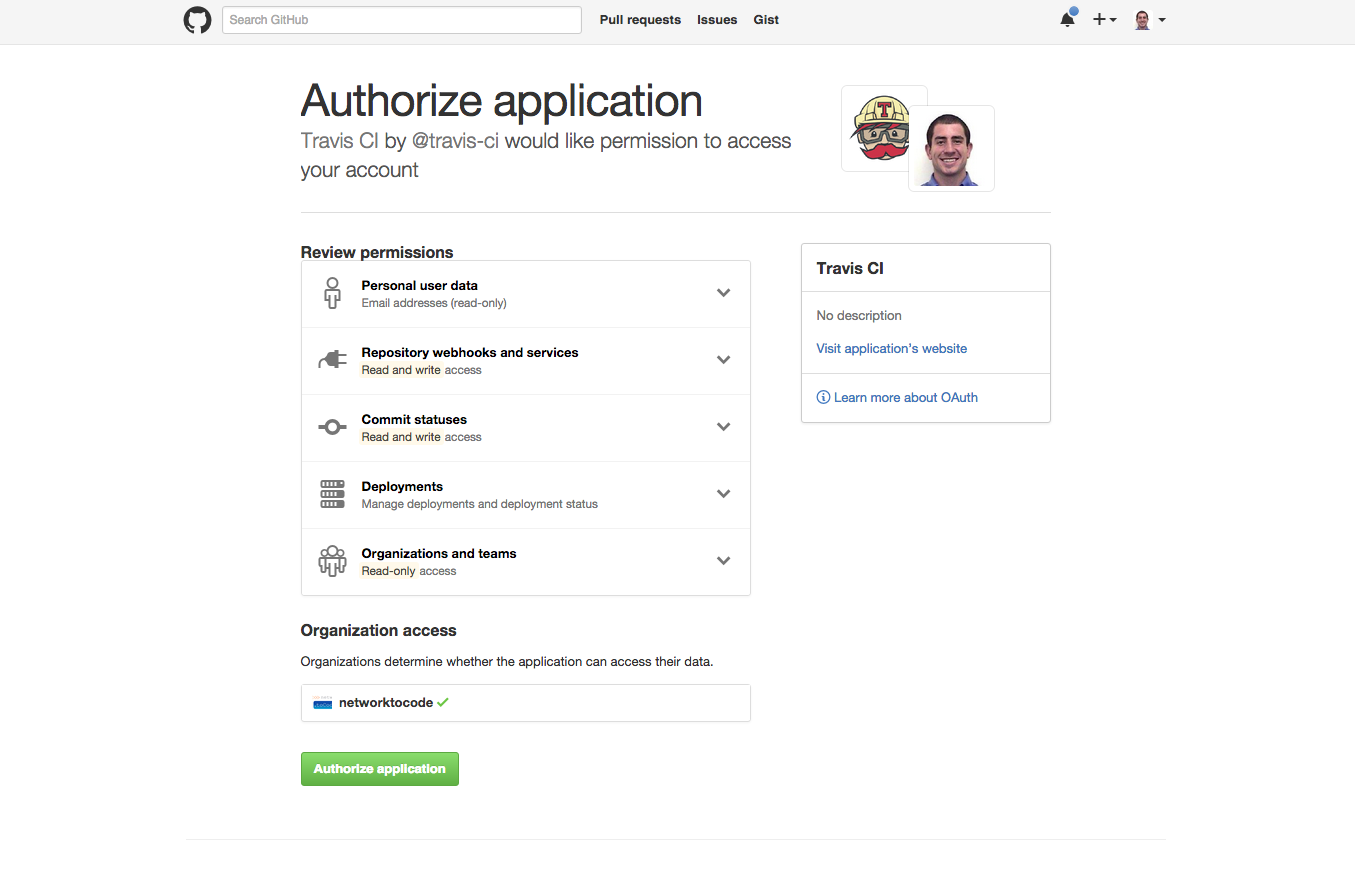 Search GitHub
Pull requests
Issues
Gist
Authorize application
Travis CI by @travis-ci would like permission to access
your account
T
Review permissions
Personal user data
Email addresses (read-only)
Repository webhooks and services
Read and write access
Commit statuses
Read and write access
Deployments
Manage deployments and deployment status
Organizations and teams
Read-only access
Travis CI
No description
Visit application's website
Learn more about OAuth
Organization access
Organizations determine whether the application can access their data.
networktocode
Authorize application